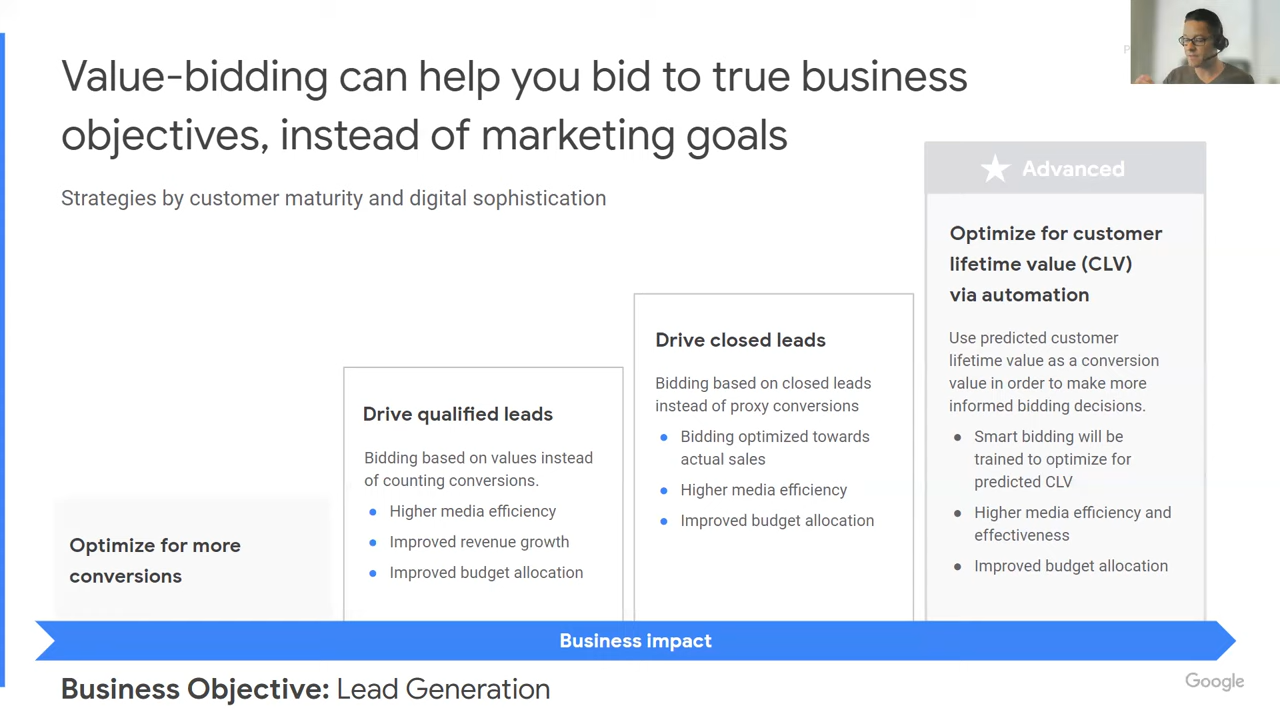 Value-bidding can help you bid to true business
objectives, instead of marketing goals
Strategies by customer maturity and digital sophistication
Optimize for more
conversions
Drive qualified leads
Bidding based on values instead
of counting conversions.
● Higher media efficiency
● Improved revenue growth
● Improved budget allocation
Drive closed leads
Bidding based on closed leads
instead of proxy conversions
● Bidding optimized towards
actual sales
● Higher media efficiency
● Improved budget allocation
Advanced
Optimize for customer
lifetime value (CLV)
via automation
Use predicted customer
lifetime value as a conversion
value in order to make more
informed bidding decisions.
● Smart bidding will be
trained to optimize for
predicted CLV
● Higher media efficiency and
effectiveness
● Improved budget allocation
Business impact
Business Objective: Lead Generation
Google